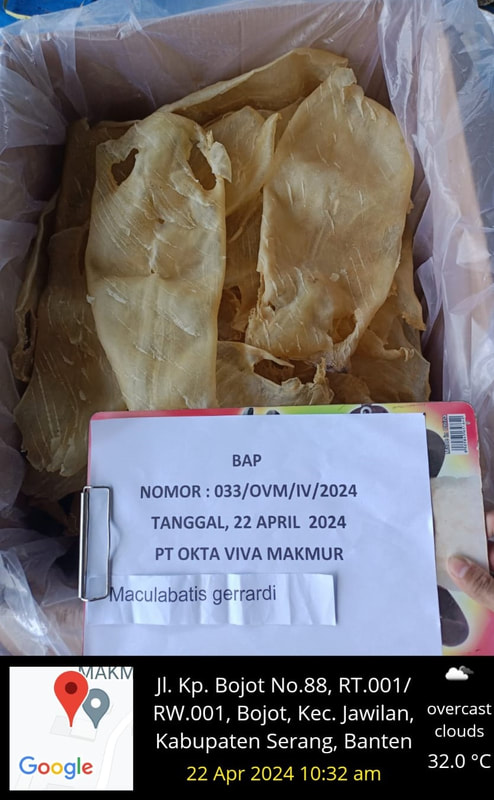 BAP
NOMOR : 033/OVM/IV/2024
TANGGAL, 22 APRIL 2024
PT OKTA VIVA MAKMUR
Maculabatis gerrardi
MAKM
Google
Jl. Kp. Bojot No.88, RT.001/
RW.001, Bojot, Kec. Jawilan,
Kabupaten Serang, Banten
22 Apr 2024 10:32 am
overcast
clouds
32.0 °C